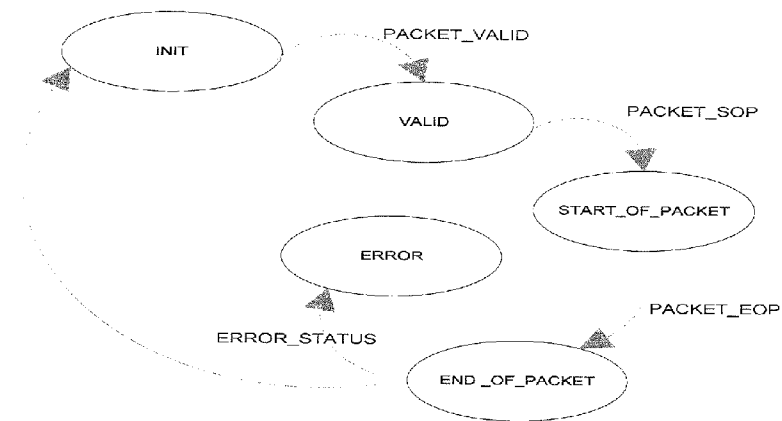 INIT
PACKET_VALID
VALID
PACKET_SOP
START_OF_PACKET
ERROR
PACKET_EOP
ERROR_STATUS
END _OF_PACKET